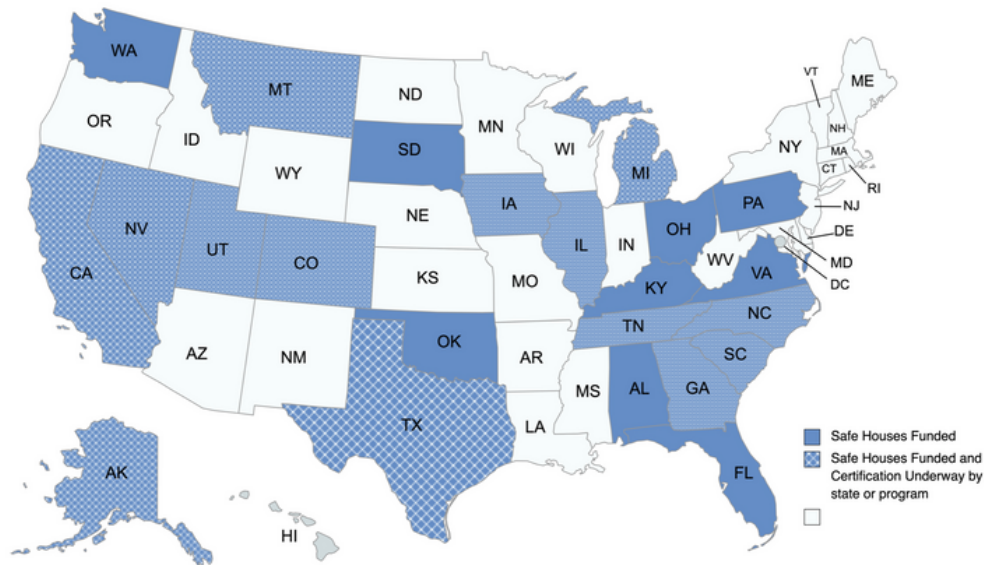 WA
MT
ND
MN
VT
ME
OR
ID
SD
WI
MI
NY
NH
MA
WY
CT
RI
IA
PA
NJ
NE
NV
UT
IL
IN
OH
DE
CA
CO
WV
VA
MD
KS
MO
KY
DC
TN
NC
OK
AZ
NM
AR
SC
MS
AL
GA
TX
LA
Safe Houses Funded
Safe Houses Funded and
Certification Underway by
state or program
AK
FL
HI